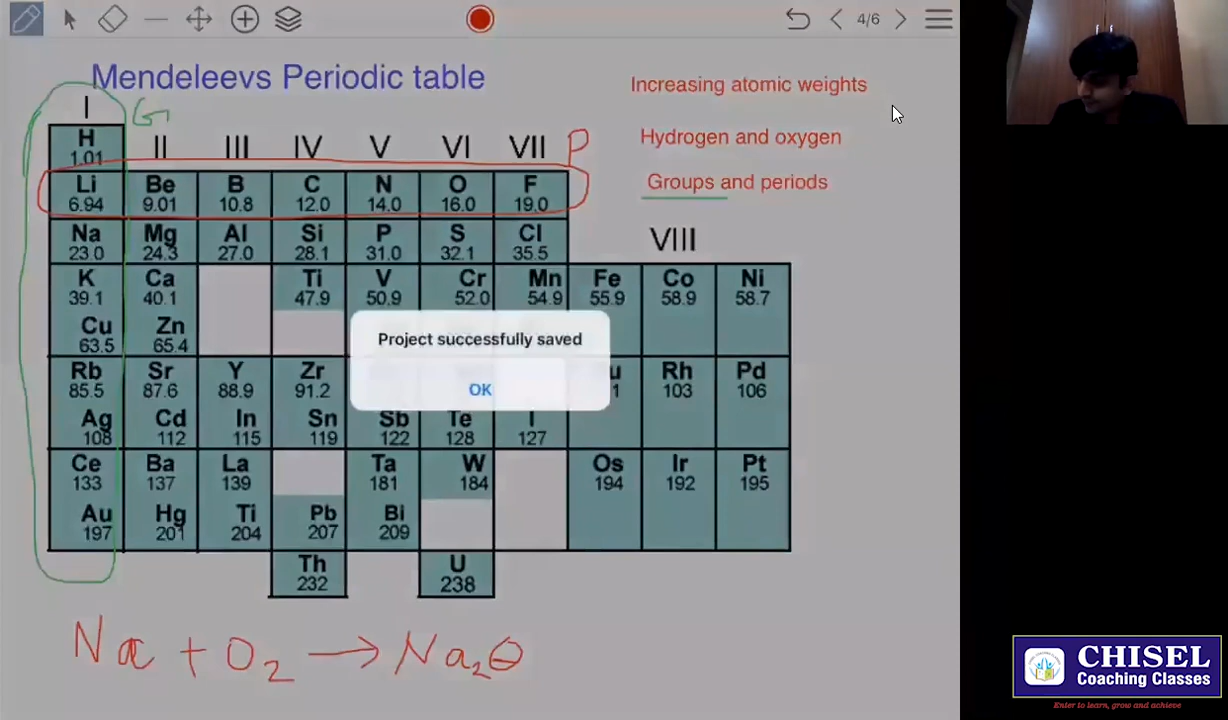 4/6
Mendeleevs Periodic table
Increasing atomic weights
Hydrogen and oxygen
Groups and periods
I G
H II III IV V VI VII P
1.01
Li Be B C N O F
6.94 9.01 10.8 12.0 14.0 16.0 19.0
Na Mg Al Si P S Cl VIII
23.0 24.3 27.0 28.1 31.0 32.1 35.5
K Ca Ti V Cr Mn Fe Co Ni
39.1 40.1 47.9 50.9 52.0 54.9 55.9 58.9 58.7
Cu Zn
63.5 65.4
Project successfully saved
OK
Rb Sr Y Zr u Rh Pd
85.5 87.6 88.9 91.2 1 103 106
Ag Cd In Sn Sb Te I
108 112 115 119 122 128 127
Ce Ba La Ta W Os Ir Pt
133 137 139 181 184 194 192 195
Au Hg Ti Pb Bi
197 201 204 207 209
Th U
232 238
Na + O2 → Na2O
CHISEL
Coaching Classes
Enter to learn, grow and achieve